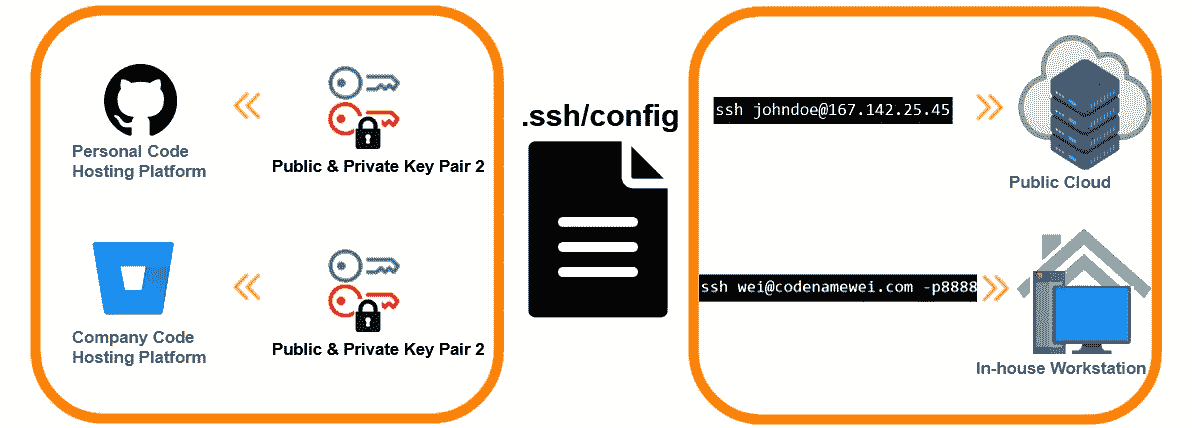 Personal Code
Hosting Platform
Public & Private Key Pair 2
Company Code
Hosting Platform
Public & Private Key Pair 2
.ssh/config
ssh johndoe@167.142.25.45
Public Cloud
ssh wei@codenamewei.com -p8888
In-house Workstation